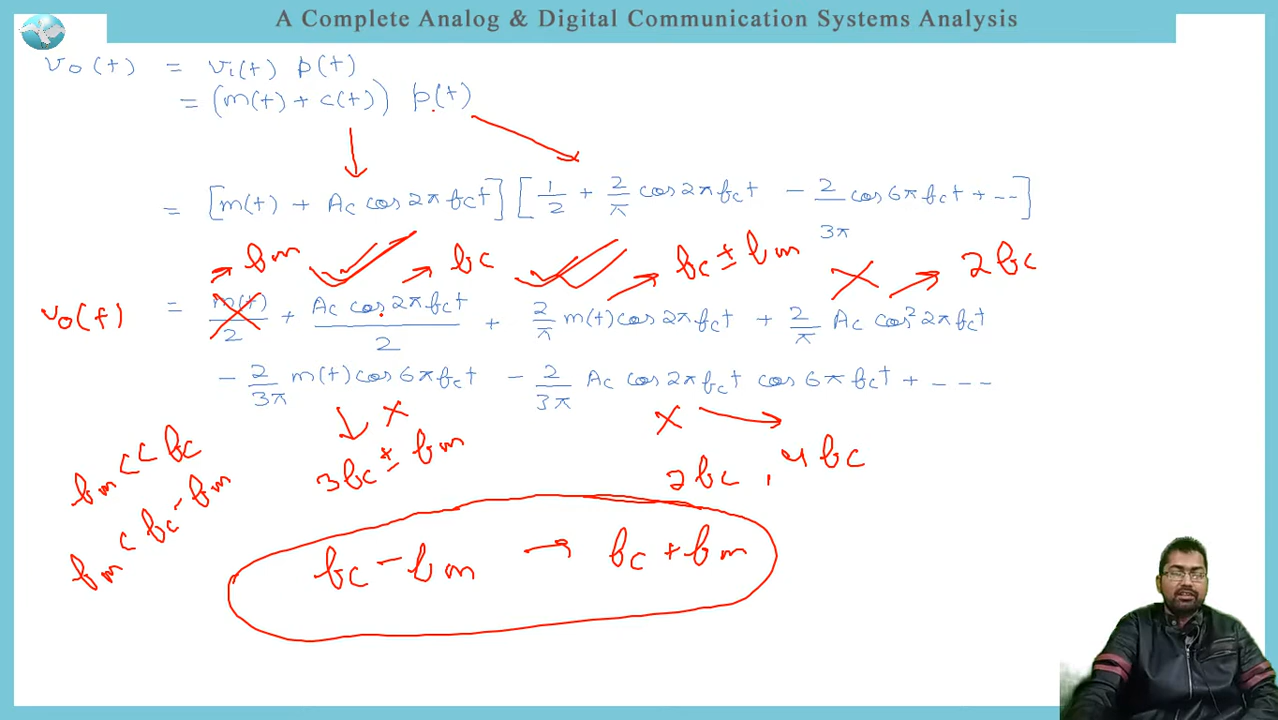 A Complete Analog & Digital Communication Systems Analysis
v₀(t) = vᵢ(t) p(t)
= (m(t) + c(t)) p(t)
= [m(t) + Ac cos 2π fct] [1/2 + 2/π cos 2π fct - 2/3π cos 6π fct + --]
fm fc fc ± fm × 2fc
v₀(t) = m(t)/2 + Ac cos 2π fct/2 + 2/π m(t) cos 2π fct + 2/π Ac cos² 2π fct
- 2/3π m(t) cos 6π fct - 2/3π Ac cos 2π fct cos 6π fct + ---
× ×
fm << fc 3fc ± fm 2fc, 4fc
fm < fc - fm
fc - fm → fc + fm